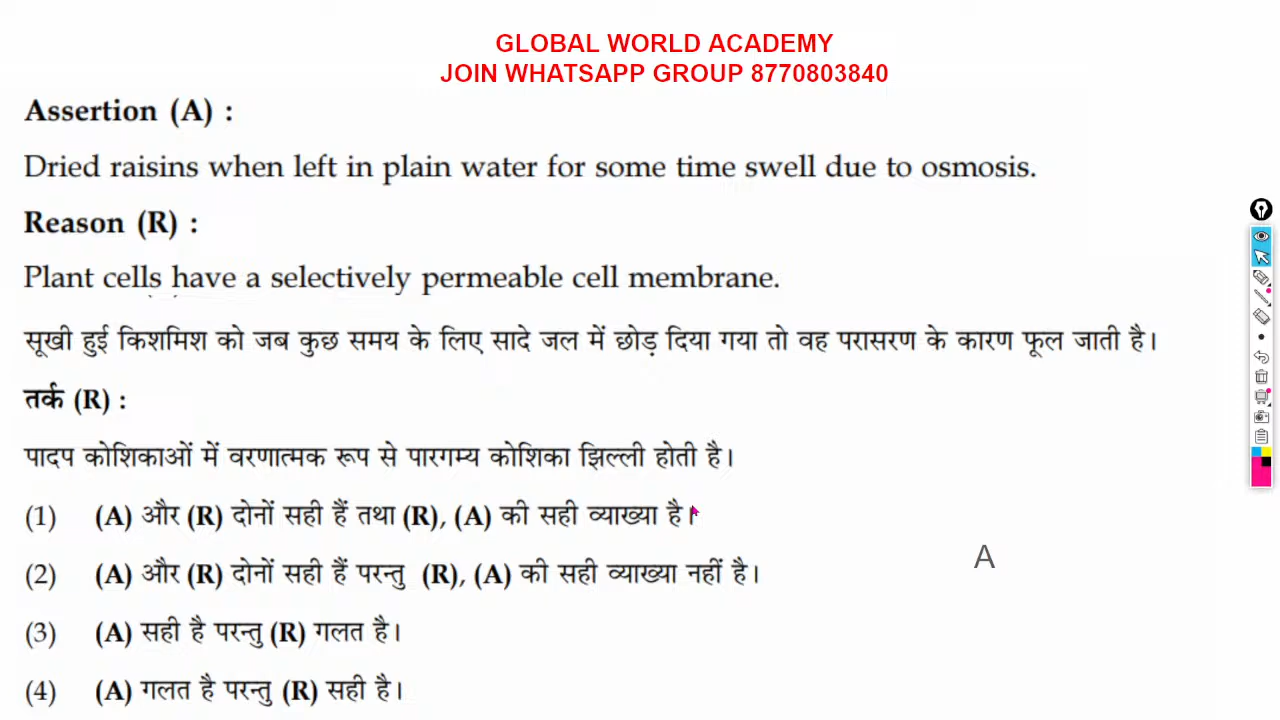 GLOBAL WORLD ACADEMY
JOIN WHATSAPP GROUP 8770803840
Assertion (A) :
Dried raisins when left in plain water for some time swell due to osmosis.
Reason (R) :
Plant cells have a selectively permeable cell membrane.
सूखी हुई किशमिश को जब कुछ समय के लिए सादे जल में छोड़ दिया गया तो वह परासरण के कारण फूल जाती है।
तर्क (R) :
पादप कोशिकाओं में वरणात्मक रूप से पारगम्य कोशिका झिल्ली होती है।
(1) (A) और (R) दोनों सही हैं तथा (R), (A) की सही व्याख्या है।
(2) (A) और (R) दोनों सही हैं परन्तु (R), (A) की सही व्याख्या नहीं है।
(3) (A) सही है परन्तु (R) गलत है।
(4) (A) गलत है परन्तु (R) सही है।
A